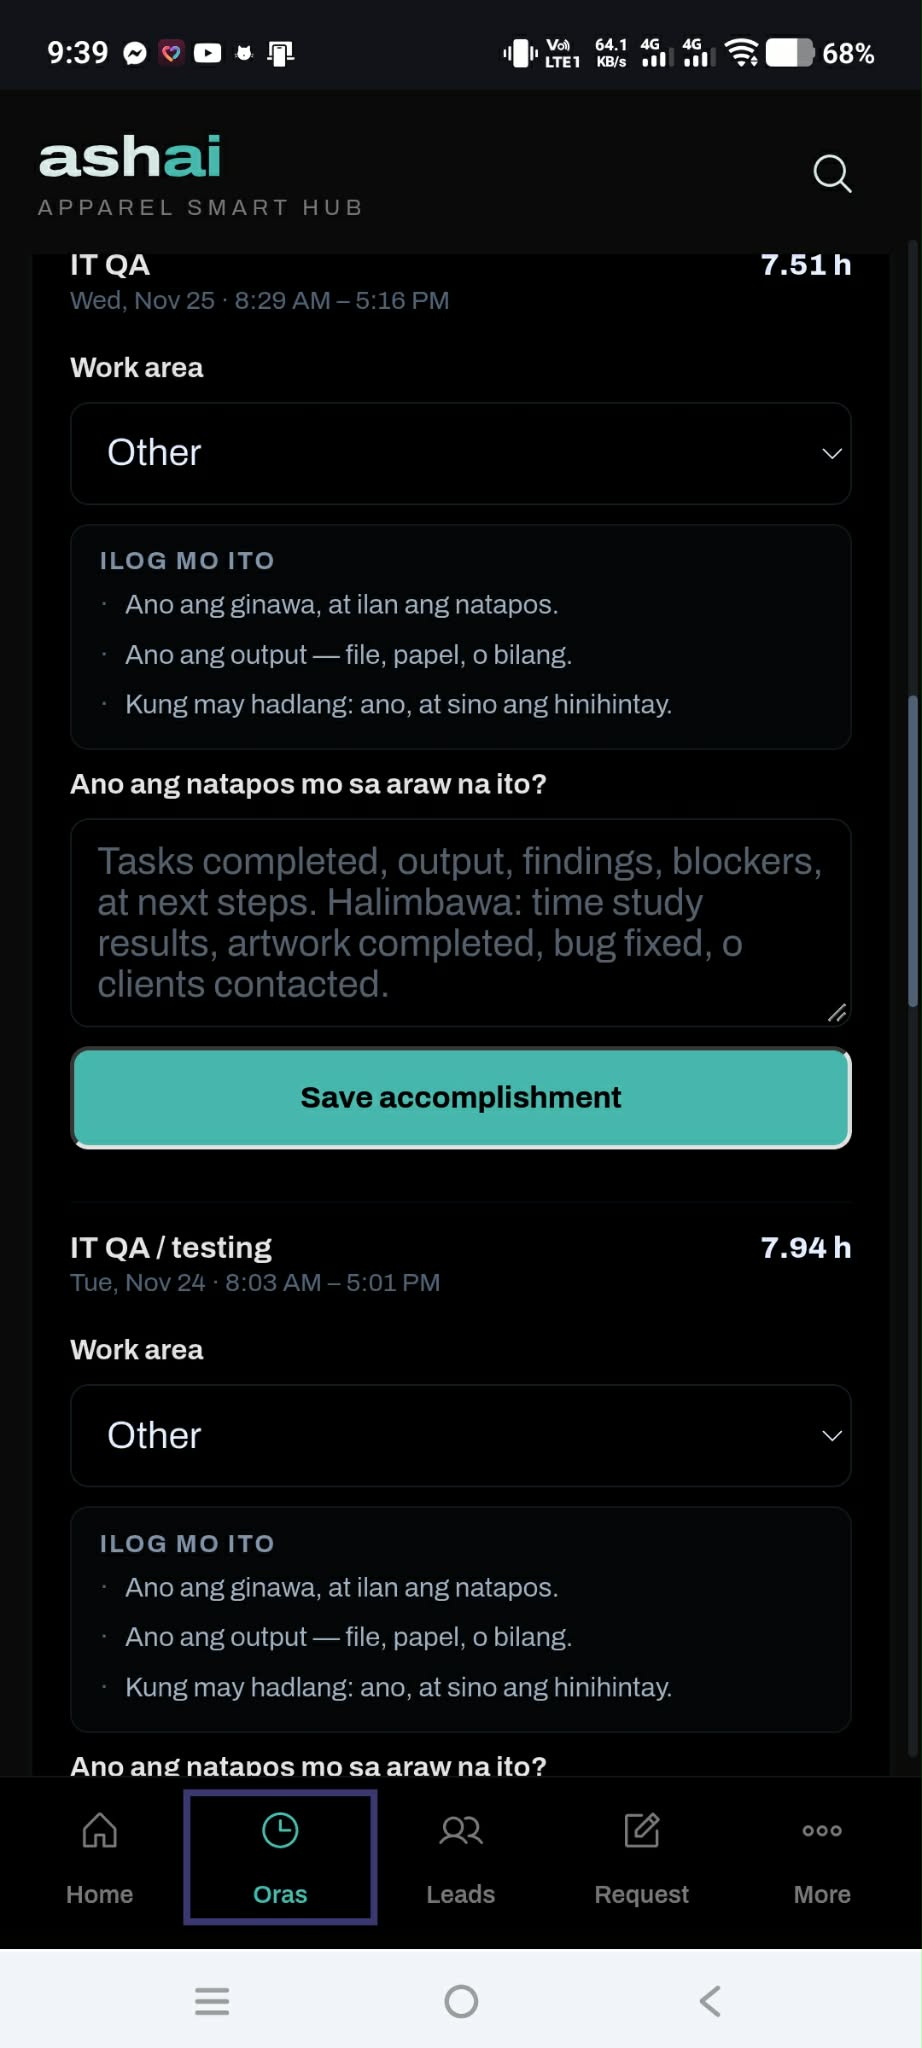 9:39
Vo) LTE1
64.1 KB/s
4G
4G
68%
ashai
APPAREL SMART HUB
IT QA
7.51 h
Wed, Nov 25 · 8:29 AM – 5:16 PM
Work area
Other
ILOG MO ITO
· Ano ang ginawa, at ilan ang natapos.
· Ano ang output — file, papel, o bilang.
· Kung may hadlang: ano, at sino ang hinihintay.
Ano ang natapos mo sa araw na ito?
Tasks completed, output, findings, blockers,
at next steps. Halimbawa: time study
results, artwork completed, bug fixed, o
clients contacted.
Save accomplishment
IT QA / testing
7.94 h
Tue, Nov 24 · 8:03 AM – 5:01 PM
Work area
Other
ILOG MO ITO
· Ano ang ginawa, at ilan ang natapos.
· Ano ang output — file, papel, o bilang.
· Kung may hadlang: ano, at sino ang hinihintay.
Ano ang natapos mo sa araw na ito?
Home
Oras
Leads
Request
More